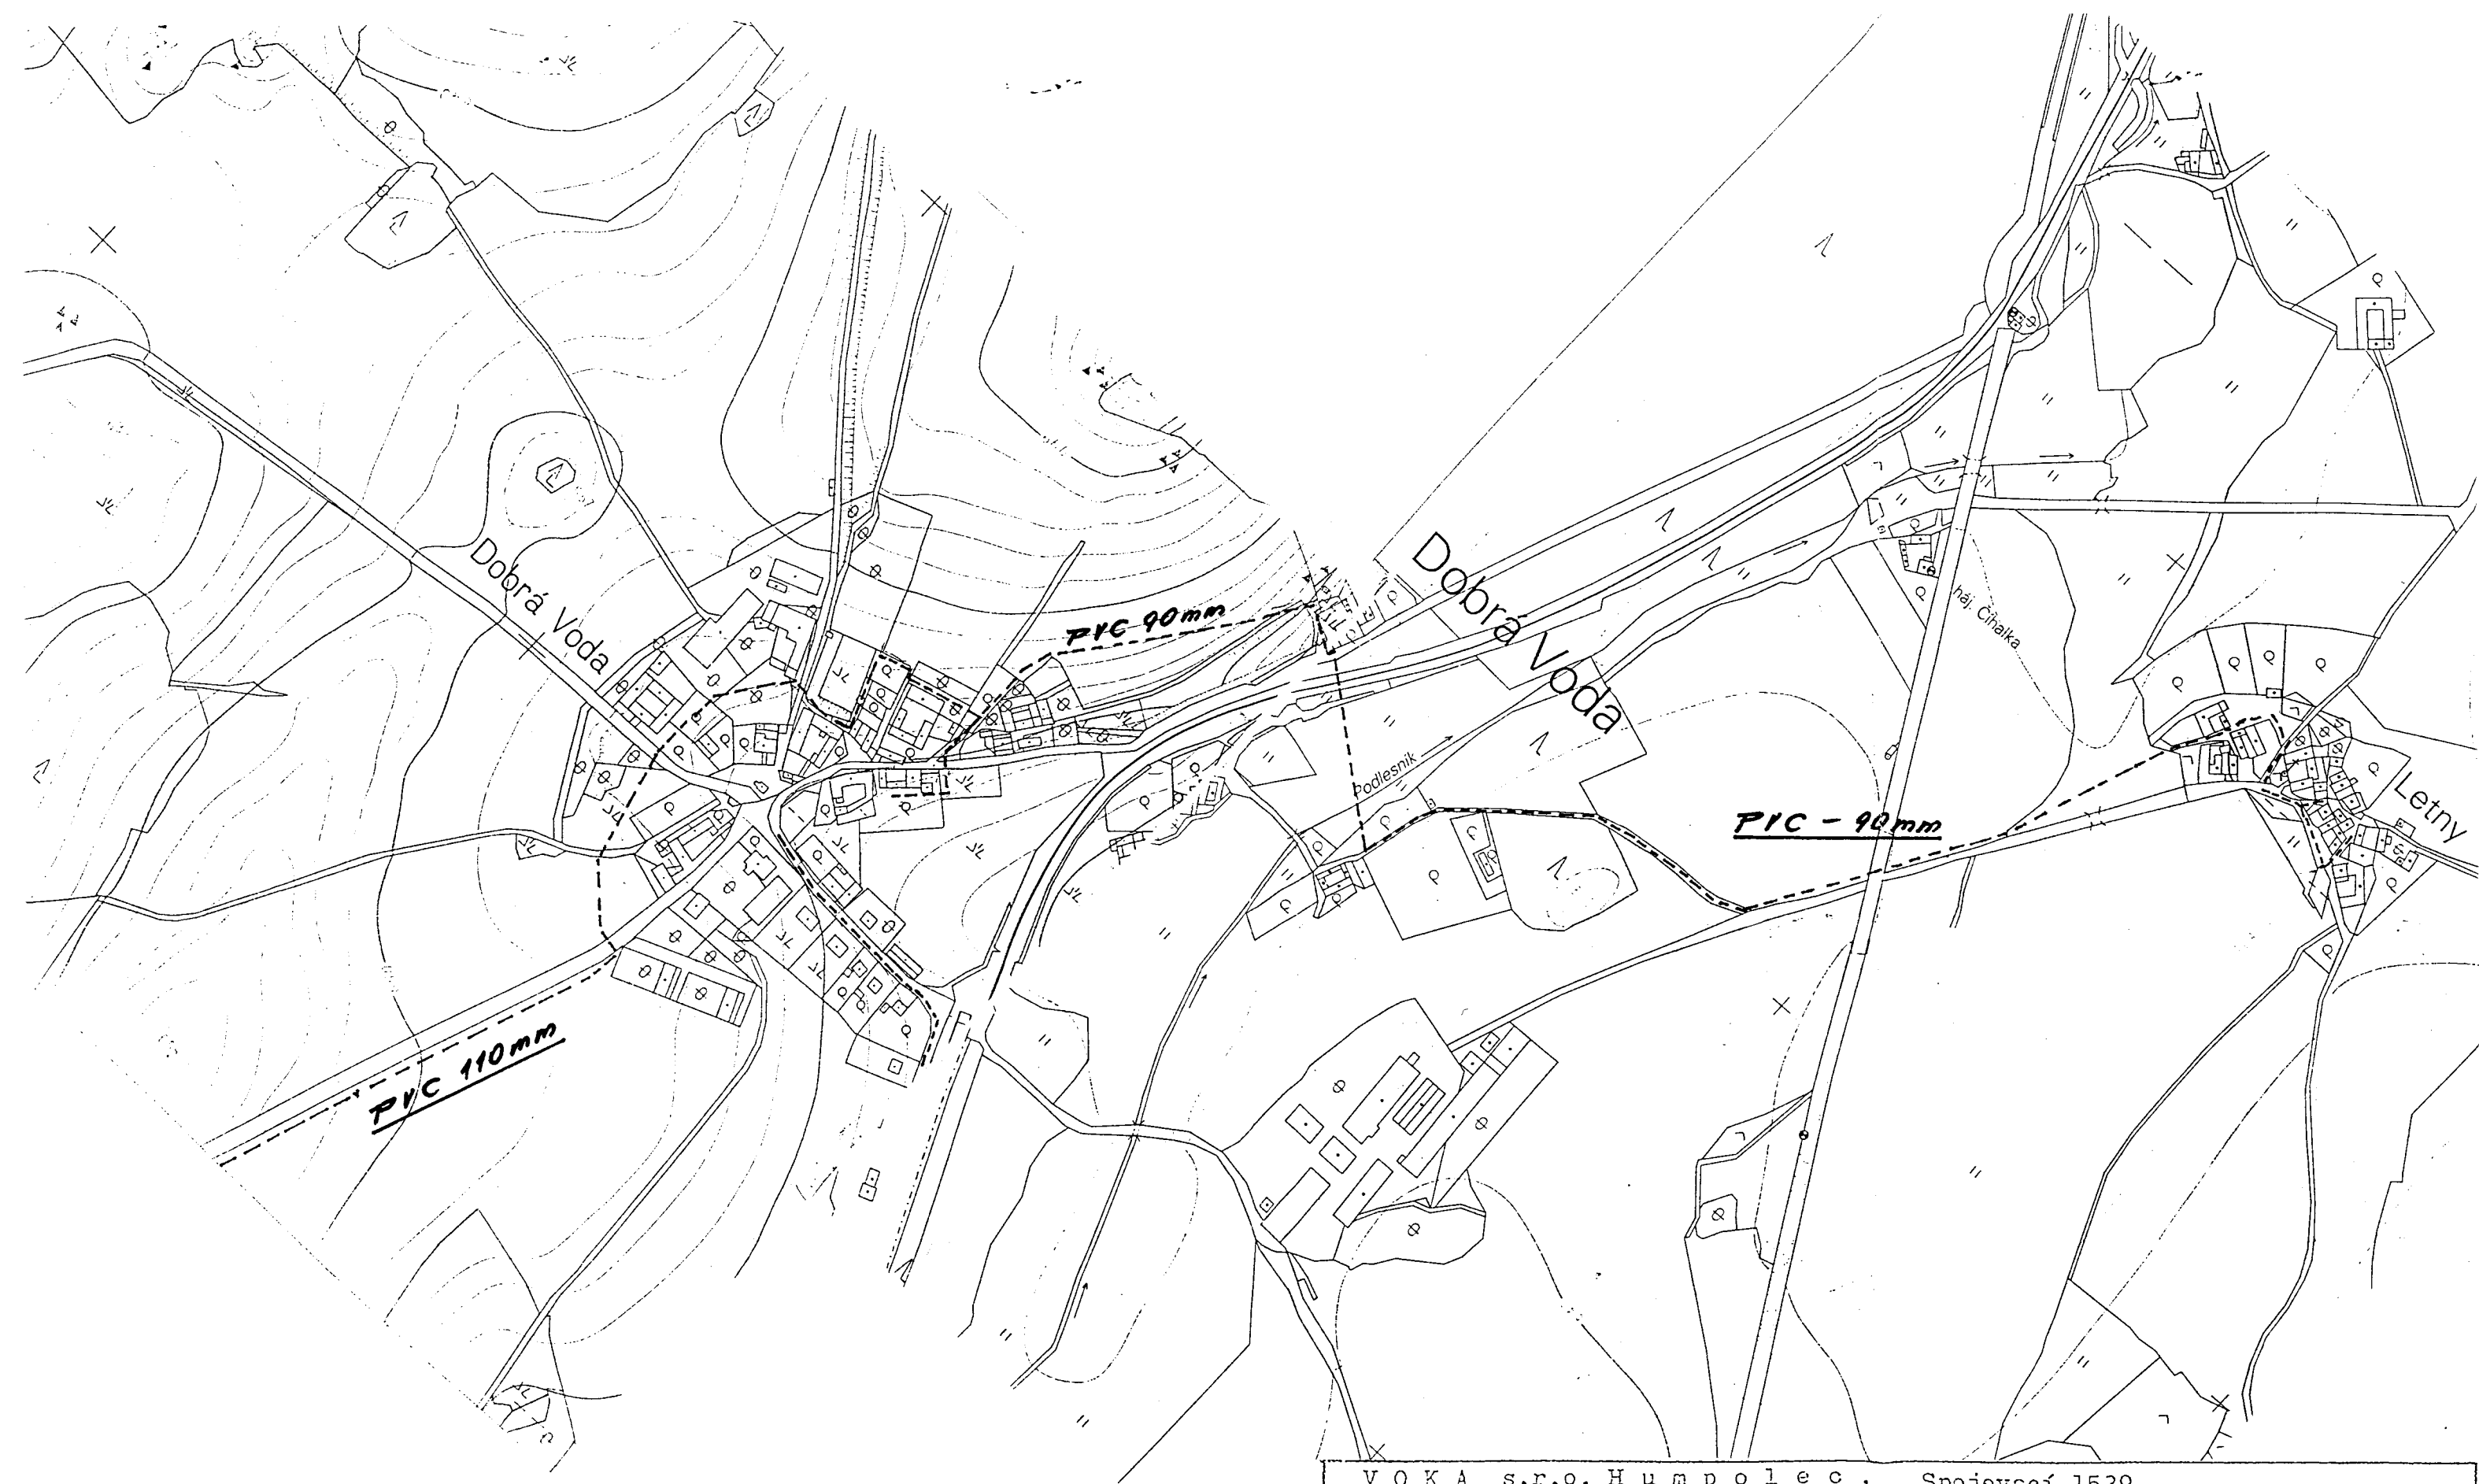 Dobrá Voda
Dobrá Voda
PVC 90mm
háj. Čihalka
Podlesník
PVC - 90mm
Letny
PVC 110mm
VOKA s.r.o. Humpolec, Spojovací 1539